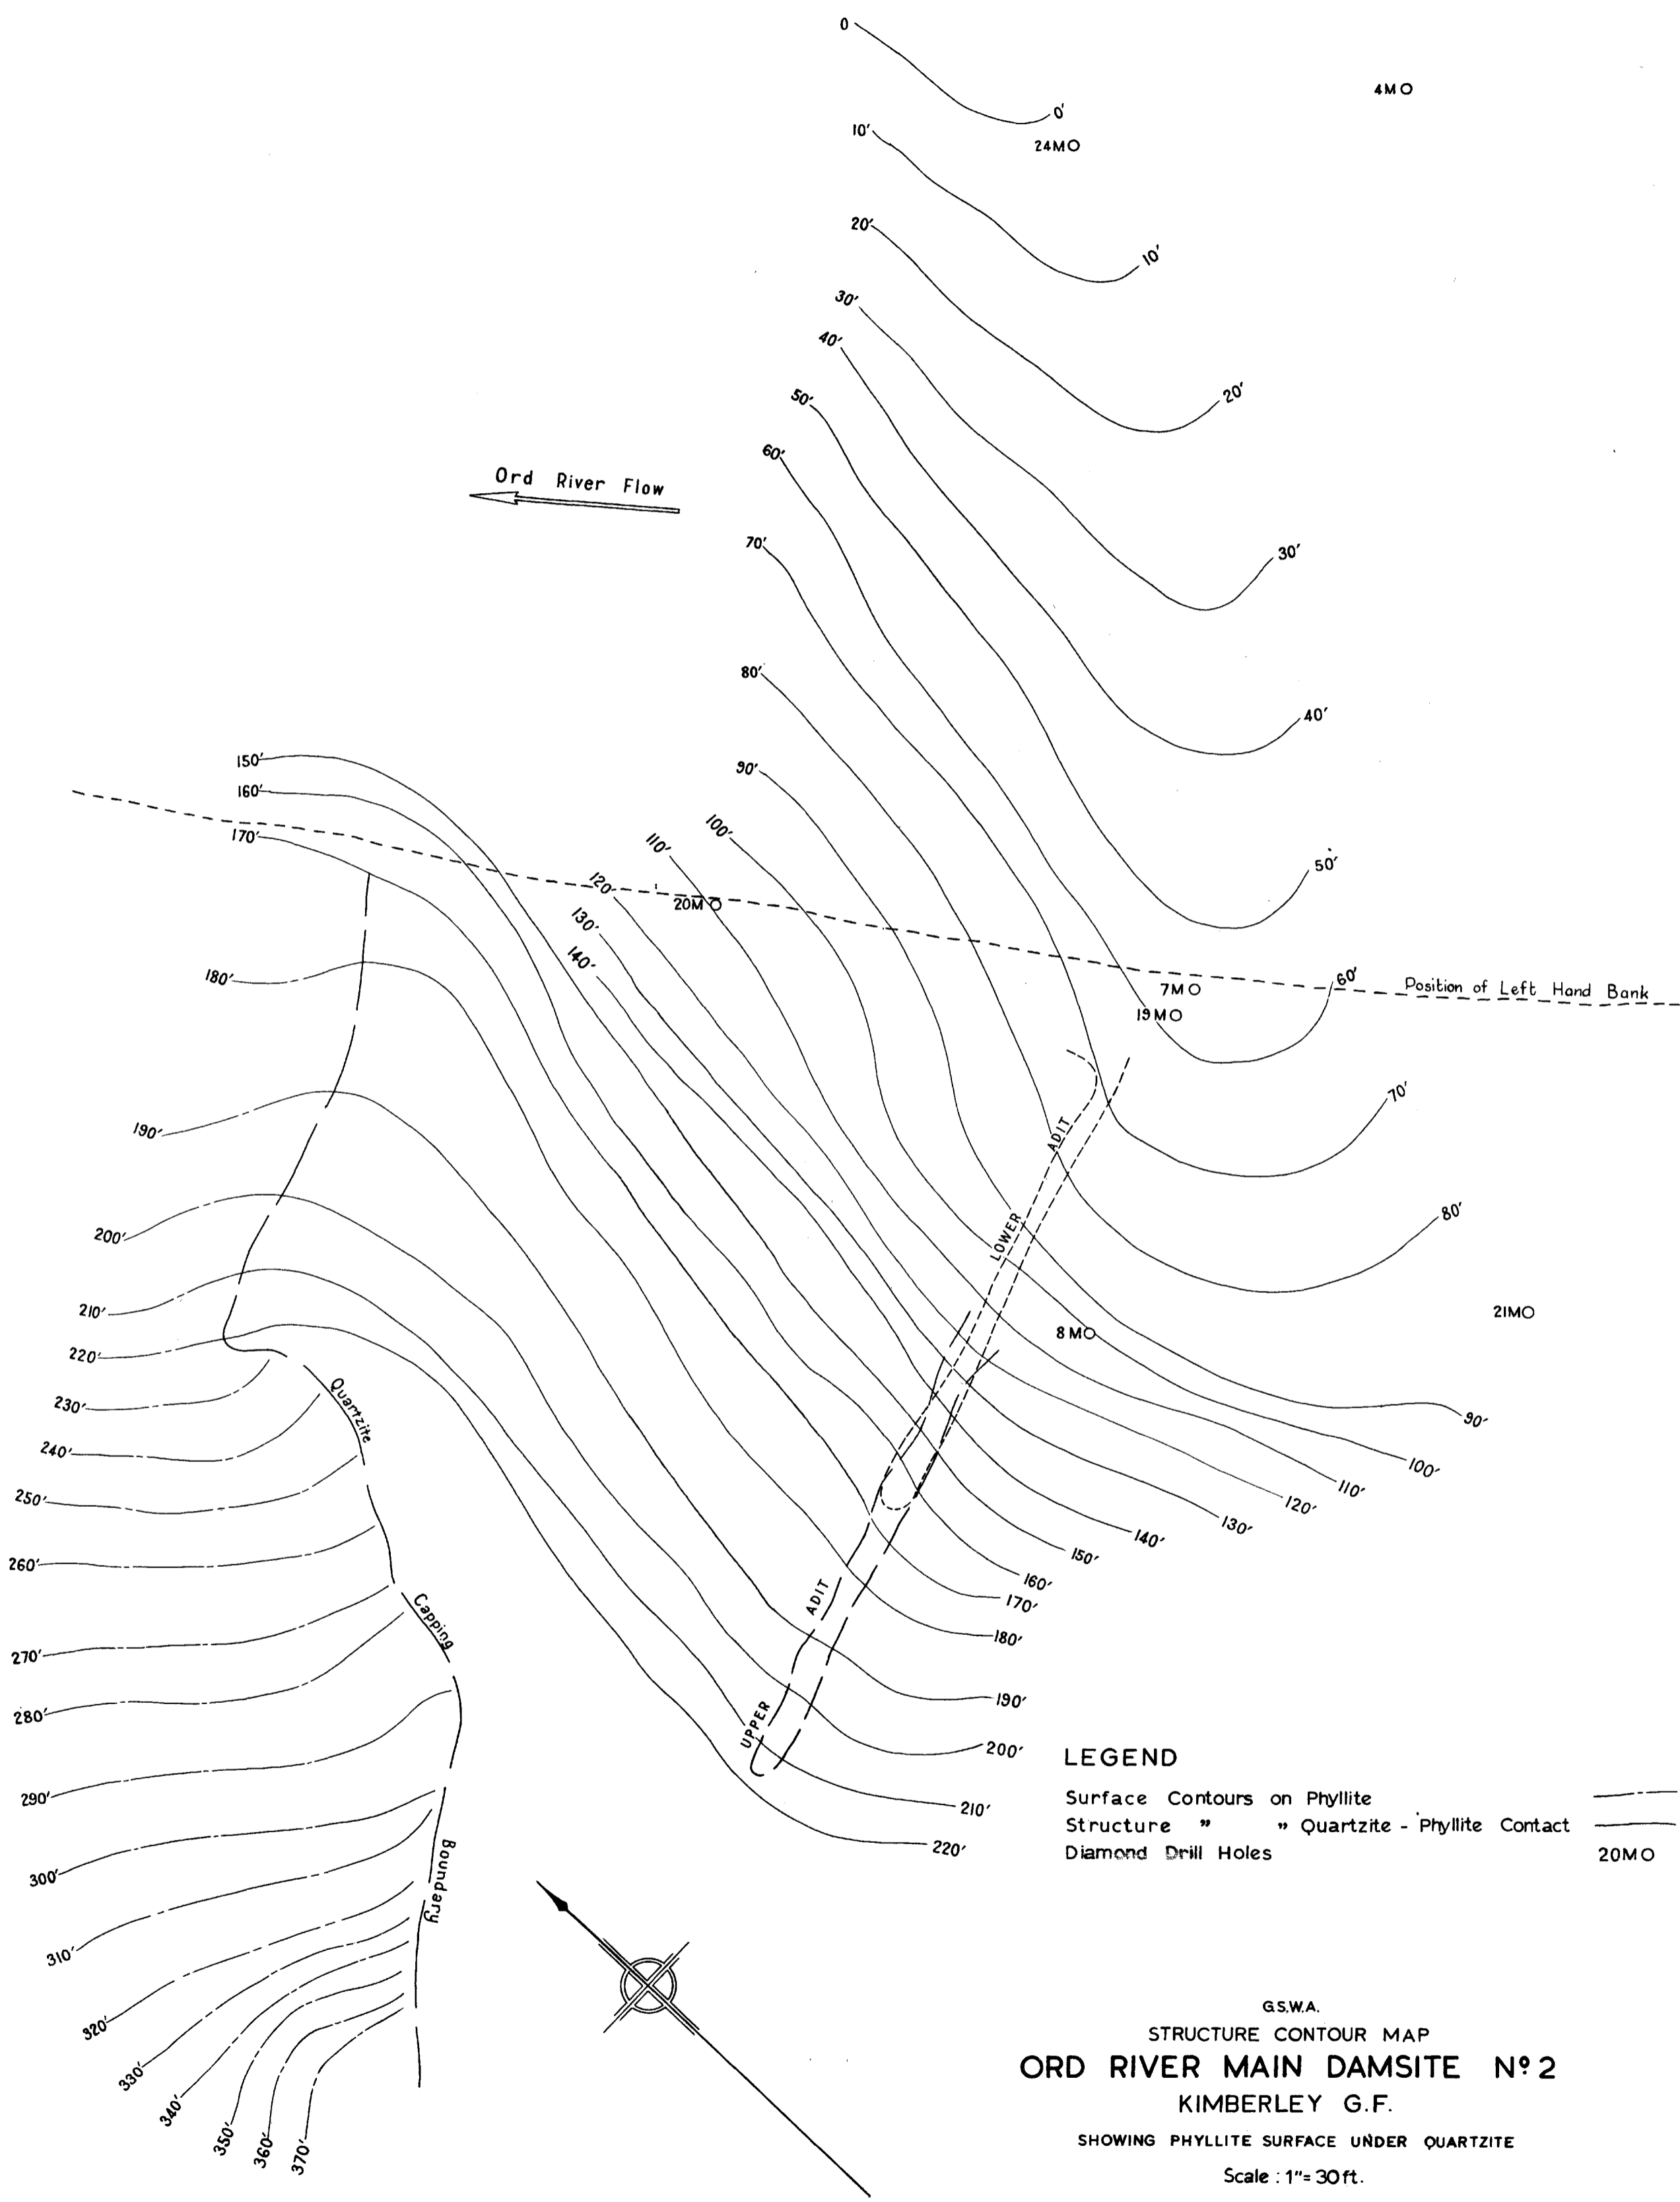 0
0'
4MO
24MO
10'
10'
20'
20'
30'
30'
40'
40'
50'
50'
60'
60'
70'
70'
80'
80'
90'
90'
100'
100'
110'
110'
120'
120'
130'
130'
140'
140'
150'
150'
160'
160'
170'
170'
180'
180'
190'
190'
200'
200'
210'
210'
220'
220'
230'
240'
250'
260'
270'
280'
290'
300'
310'
320'
330'
340'
350'
360'
370'
Ord River Flow
20MO
7MO
19MO
8MO
21MO
Position of Left Hand Bank
LOWER ADIT
UPPER ADIT
Quartzite Capping Boundary
LEGEND
Surface Contours on Phyllite
Structure " " Quartzite - Phyllite Contact
Diamond Drill Holes 20MO
G.S.W.A.
STRUCTURE CONTOUR MAP
ORD RIVER MAIN DAMSITE Nº 2
KIMBERLEY G.F.
SHOWING PHYLLITE SURFACE UNDER QUARTZITE
Scale : 1"= 30ft.